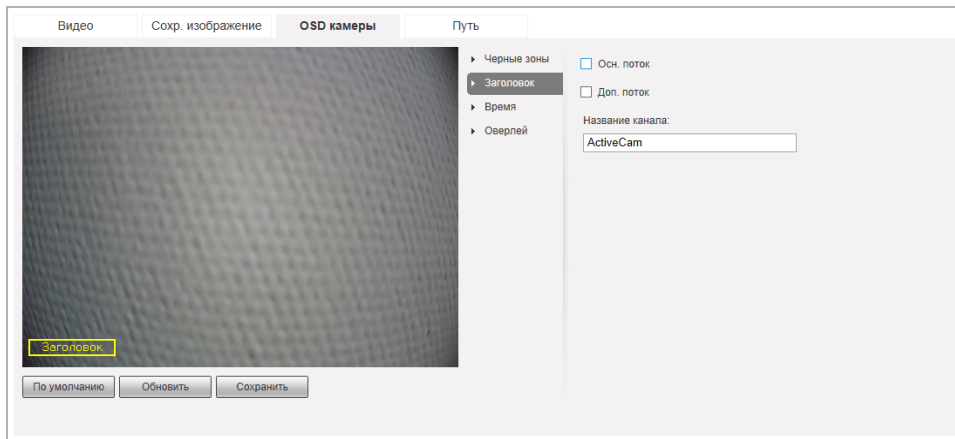 Видео
Сохр. изображение
OSD камеры
Путь
Черные зоны
Заголовок
Время
Оверлей
Осн. поток
Доп. поток
Название канала:
ActiveCam
Заголовок
По умолчанию
Обновить
Сохранить